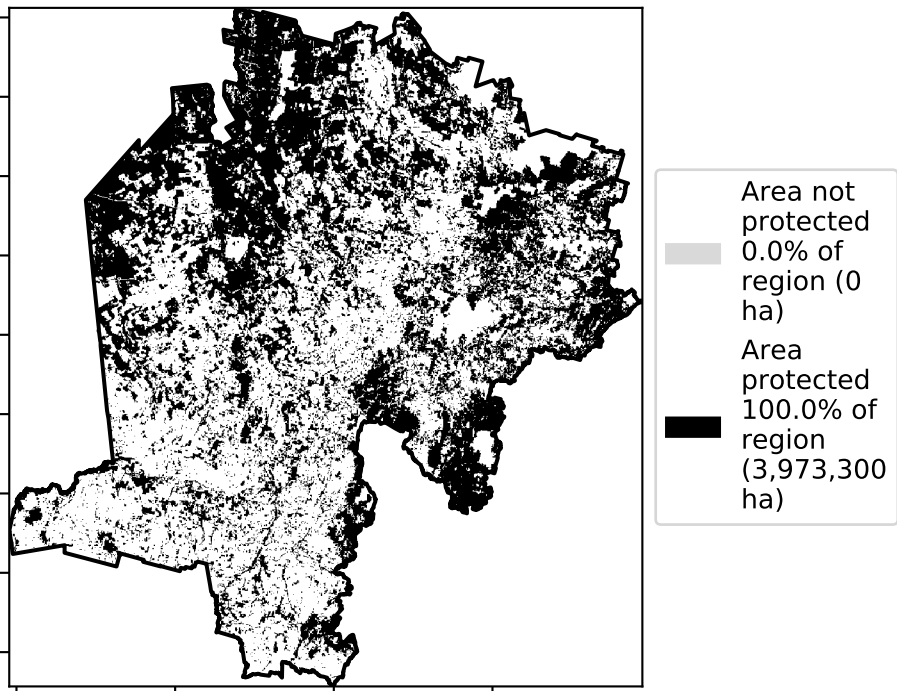 Area not
protected
0.0% of
region (0
ha)
Area
protected
100.0% of
region
(3,973,300
ha)